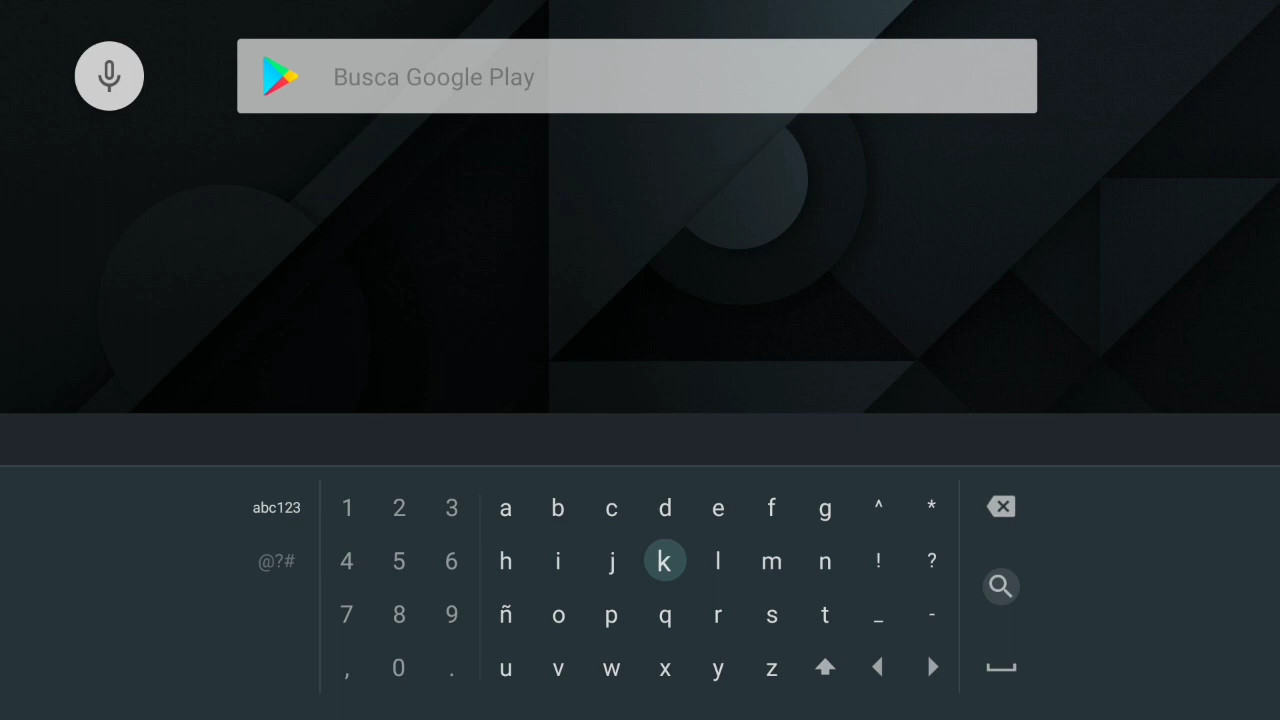 Busca Google Play
abc123 1 2 3 a b c d e f g ^ *
@?# 4 5 6 h i j k l m n ! ?
7 8 9 ñ o p q r s t _ -
, 0 . u v w x y z